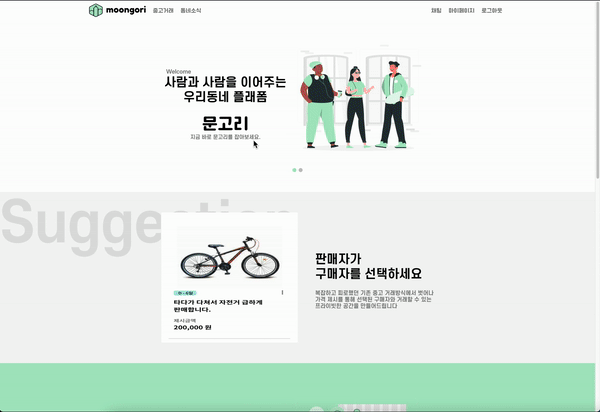 moongori 중고거래 동네소식 채팅 마이페이지 로그아웃
Welcome
사람과 사람을 이어주는
우리동네 플래폼
문고리
지금 바로 문고리를 잡아보세요.
Suggestion
판매자가
구매자를 선택하세요
복잡하고 피로했던 기존 중고 거래방식에서 벗어나
가격 제시를 통해 선택된 구매자와 거래할 수 있는
프라이빗한 공간을 만들어드립니다
타다가 다쳐서 자전거 급하게
판매합니다.
제시금액
200,000 원